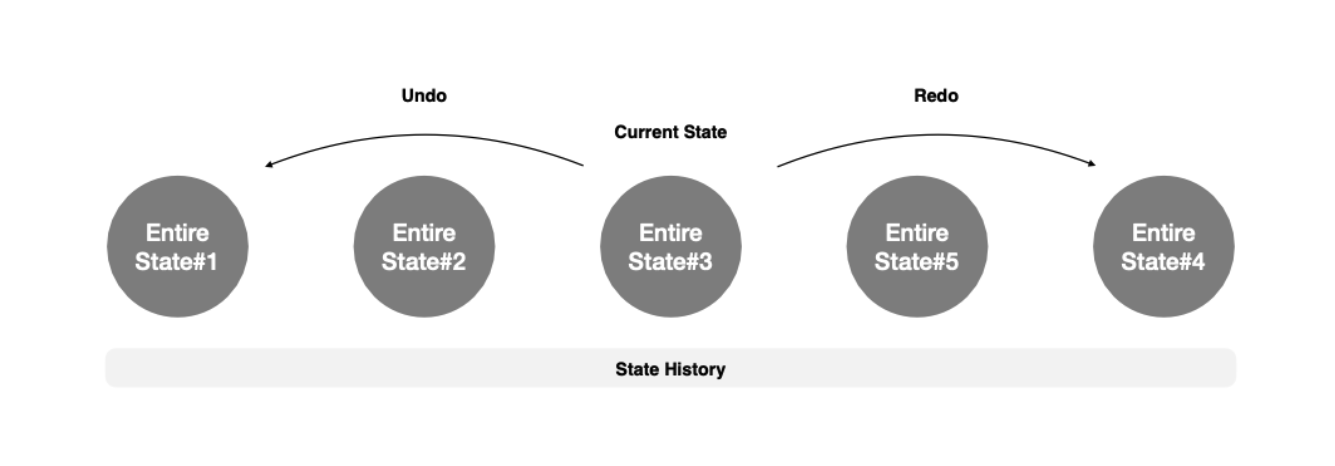 Undo
Redo
Current State
Entire
State#1
Entire
State#2
Entire
State#3
Entire
State#5
Entire
State#4
State History